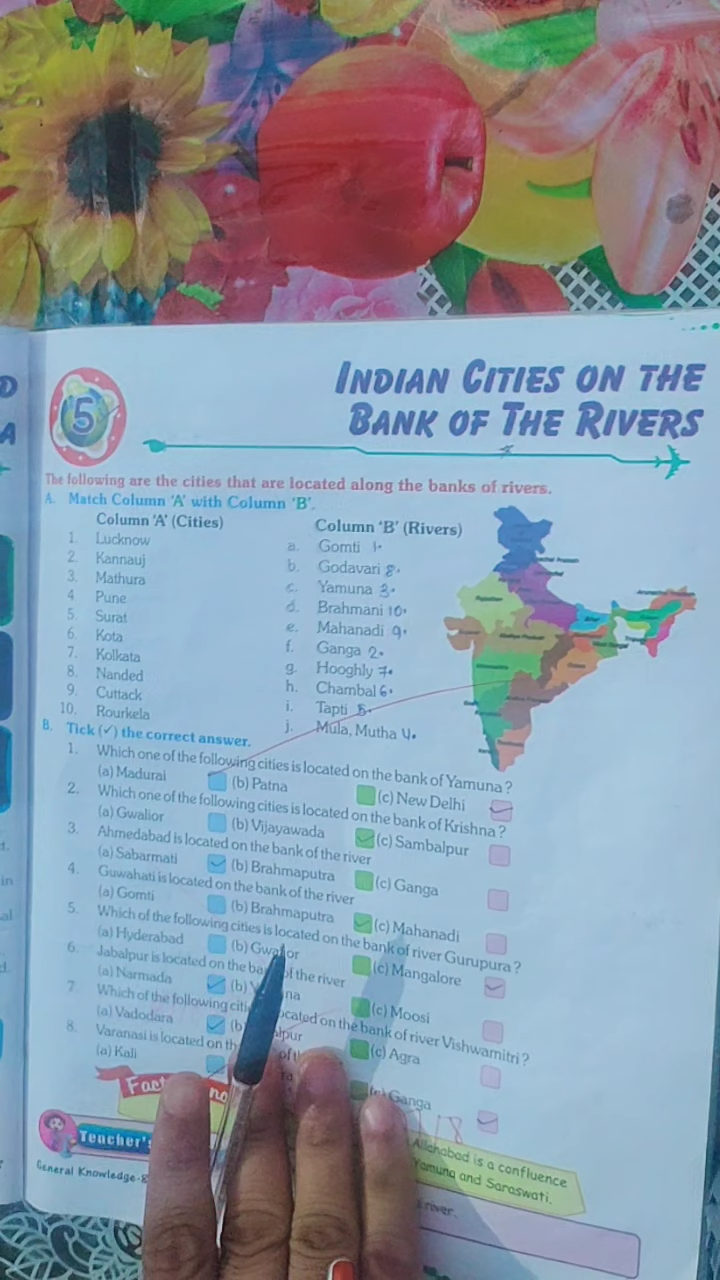 5
INDIAN CITIES ON THE
BANK OF THE RIVERS
The following are the cities that are located along the banks of rivers.
A. Match Column 'A' with Column 'B'.
Column 'A' (Cities) Column 'B' (Rivers)
1. Lucknow a. Gomti 1.
2. Kannauj b. Godavari 8.
3. Mathura c. Yamuna 3.
4. Pune d. Brahmani 10.
5. Surat e. Mahanadi 9.
6. Kota f. Ganga 2.
7. Kolkata g. Hooghly 7.
8. Nanded h. Chambal 6.
9. Cuttack i. Tapti 5.
10. Rourkela j. Mula, Mutha 4.
B. Tick (✓) the correct answer.
1. Which one of the following cities is located on the bank of Yamuna?
(a) Madurai (b) Patna (c) New Delhi ✓
2. Which one of the following cities is located on the bank of Krishna?
(a) Gwalior (b) Vijayawada ✓ (c) Sambalpur
3. Ahmedabad is located on the bank of the river
(a) Sabarmati ✓ (b) Brahmaputra (c) Ganga
4. Guwahati is located on the bank of the river
(a) Gomti (b) Brahmaputra ✓ (c) Mahanadi
5. Which of the following cities is located on the bank of river Gurupura?
(a) Hyderabad (b) Gwalior (c) Mangalore ✓
6. Jabalpur is located on the bank of the river
(a) Narmada ✓ (b) (c) Moosi
7. Which of the following located on the bank of river Vishwamitri?
(a) Vadodara ✓ (b) (c) Agra
8. Varanasi is located on
(a) Kali (c) Ganga ✓
Allahabad is a confluence
Yamuna and Saraswati.
Teacher's
river.
General Knowledge-8